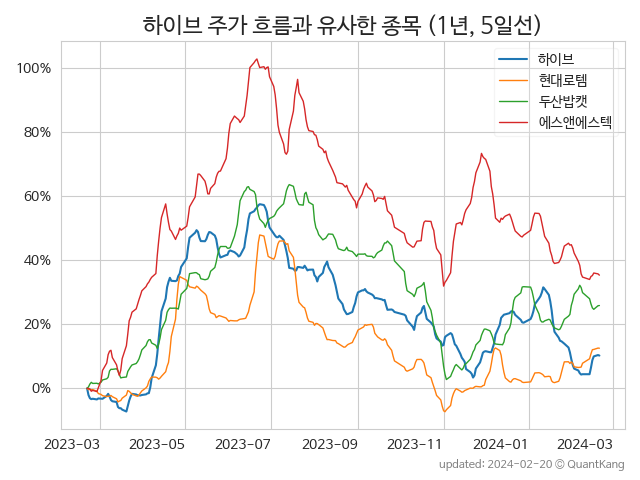 하이브 주가 흐름과 유사한 종목 (1년, 5일선)
하이브
현대로템
두산밥캣
에스앤에스텍
100%
80%
60%
40%
20%
0%
2023-03 2023-05 2023-07 2023-09 2023-11 2024-01 2024-03
updated: 2024-02-20 © QuantKang